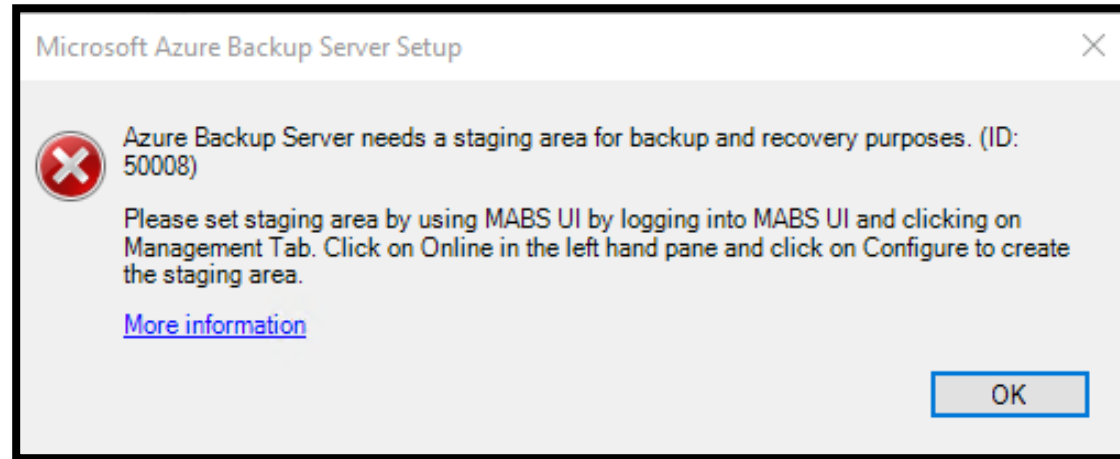 Microsoft Azure Backup Server Setup
Azure Backup Server needs a staging area for backup and recovery purposes. (ID:
50008)
Please set staging area by using MABS UI by logging into MABS UI and clicking on
Management Tab. Click on Online in the left hand pane and click on Configure to create
the staging area.
More information
OK